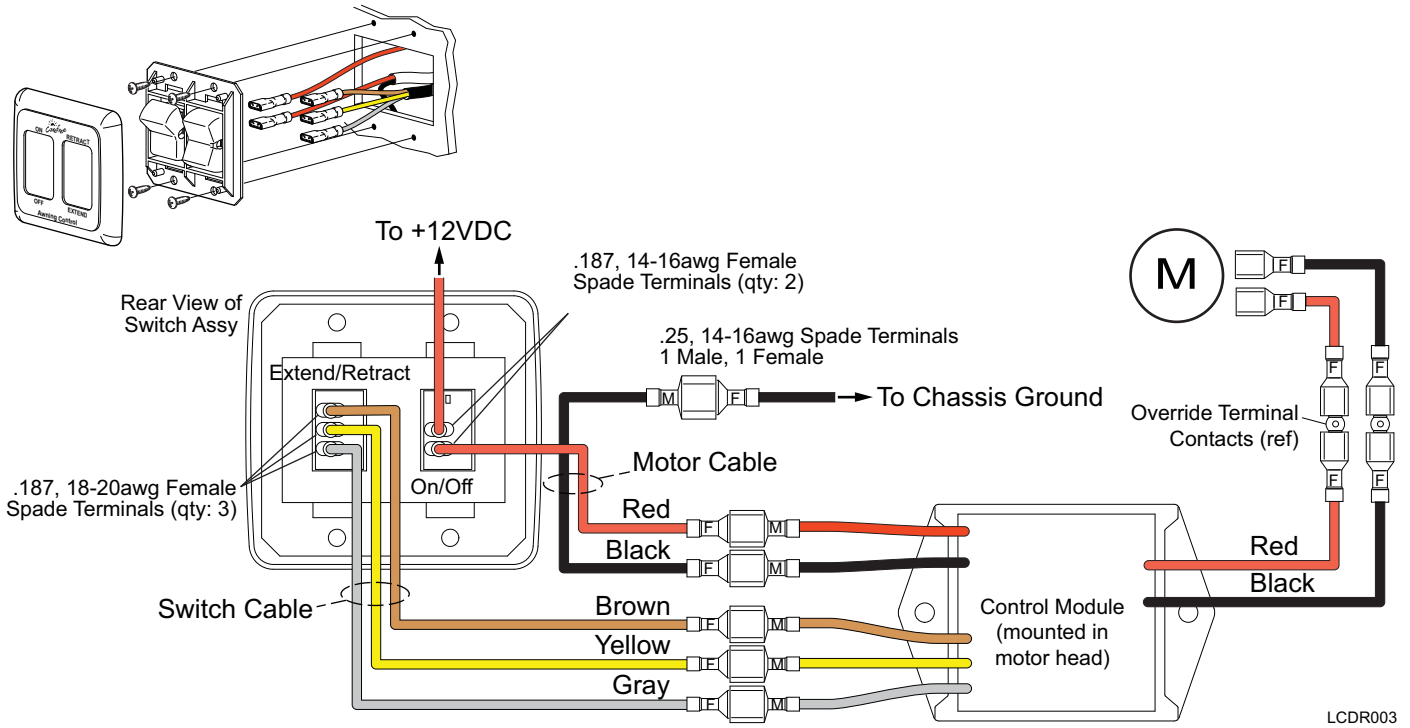 ON
Carefree
RETRACT
OFF
EXTEND
Awning Control
To +12VDC
.187, 14-16awg Female
Spade Terminals (qty: 2)
Rear View of
Switch Assy
.25, 14-16awg Spade Terminals
1 Male, 1 Female
Extend/Retract
M
F
To Chassis Ground
M
F
F
F
F
Override Terminal
Contacts (ref)
F
F
.187, 18-20awg Female
Spade Terminals (qty: 3)
On/Off
Motor Cable
Red
F
M
Black
F
M
Red
Black
Switch Cable
Brown
F
M
Yellow
F
M
Gray
F
M
Control Module
(mounted in
motor head)
LCDR003